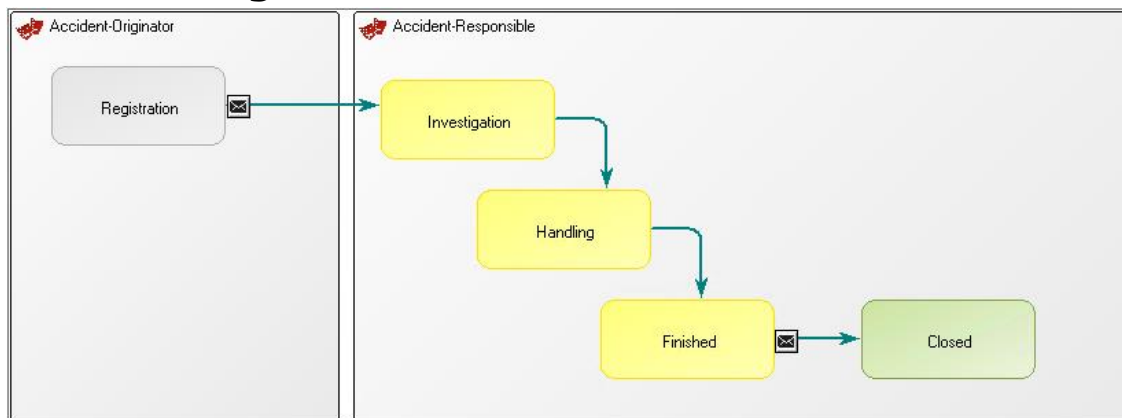 Accident-Originator
Accident-Responsible
Registration
Investigation
Handling
Finished
Closed